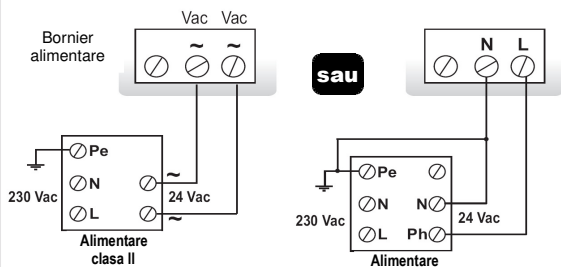 Vac Vac
Bornier
alimentare
~ ~
sau
N L
Pe
N
L
230 Vac
~
24 Vac
~
Alimentare
clasa II
Pe
N N
L Ph
230 Vac
24 Vac
Alimentare